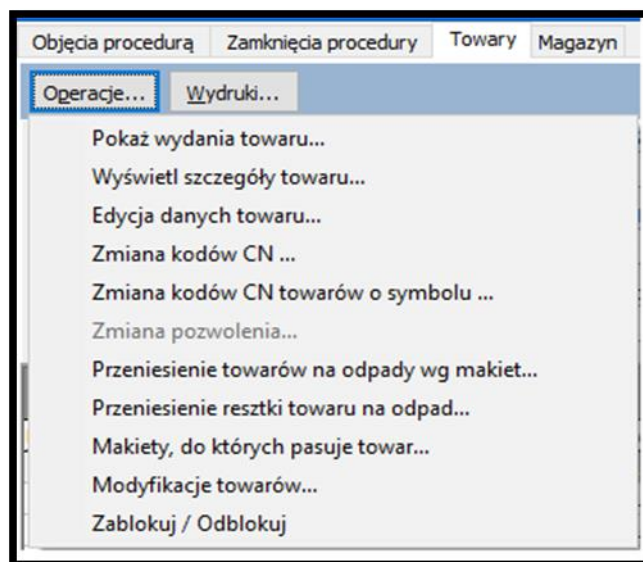 Objęcia procedurą Zamknięcia procedury Towary Magazyn
Operacje... Wydruki...
Pokaż wydania towaru...
Wyświetl szczegóły towaru...
Edycja danych towaru...
Zmiana kodów CN ...
Zmiana kodów CN towarów o symbolu ...
Zmiana pozwolenia...
Przeniesienie towarów na odpady wg makiet...
Przeniesienie resztki towaru na odpad...
Makiety, do których pasuje towar...
Modyfikacje towarów...
Zablokuj / Odblokuj